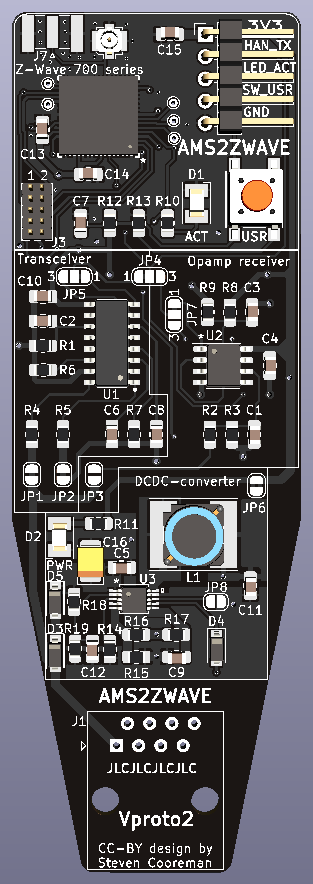 J7
3V3
HAN_TX
C15
Z-Wave 700 series
LED_ACT
SW_USR
GND
C13
AMS2ZWAVE
C14
D1
1 2
C7 R12 R13 R10
J3
ACT
USR
Transceiver
JP4
Opamp receiver
3 1
1 3
C10
JP5
R9 R8 C3
C2
1
JP7
3
R1
U2
C4
R6
U1
R4 R5
C6 R7 C8
R2 R3 C1
JP1 JP2 JP3
DCDC-converter
JP6
R11
D2
C16
PWR
C5
L1
D5
U3
JP8
C11
R18
R16 R17
D4
D3 R19 R14
C12 R15 C9
AMS2ZWAVE
J1
JLCJLCJLCJLC
Vproto2
CC-BY design by
Steven Cooreman